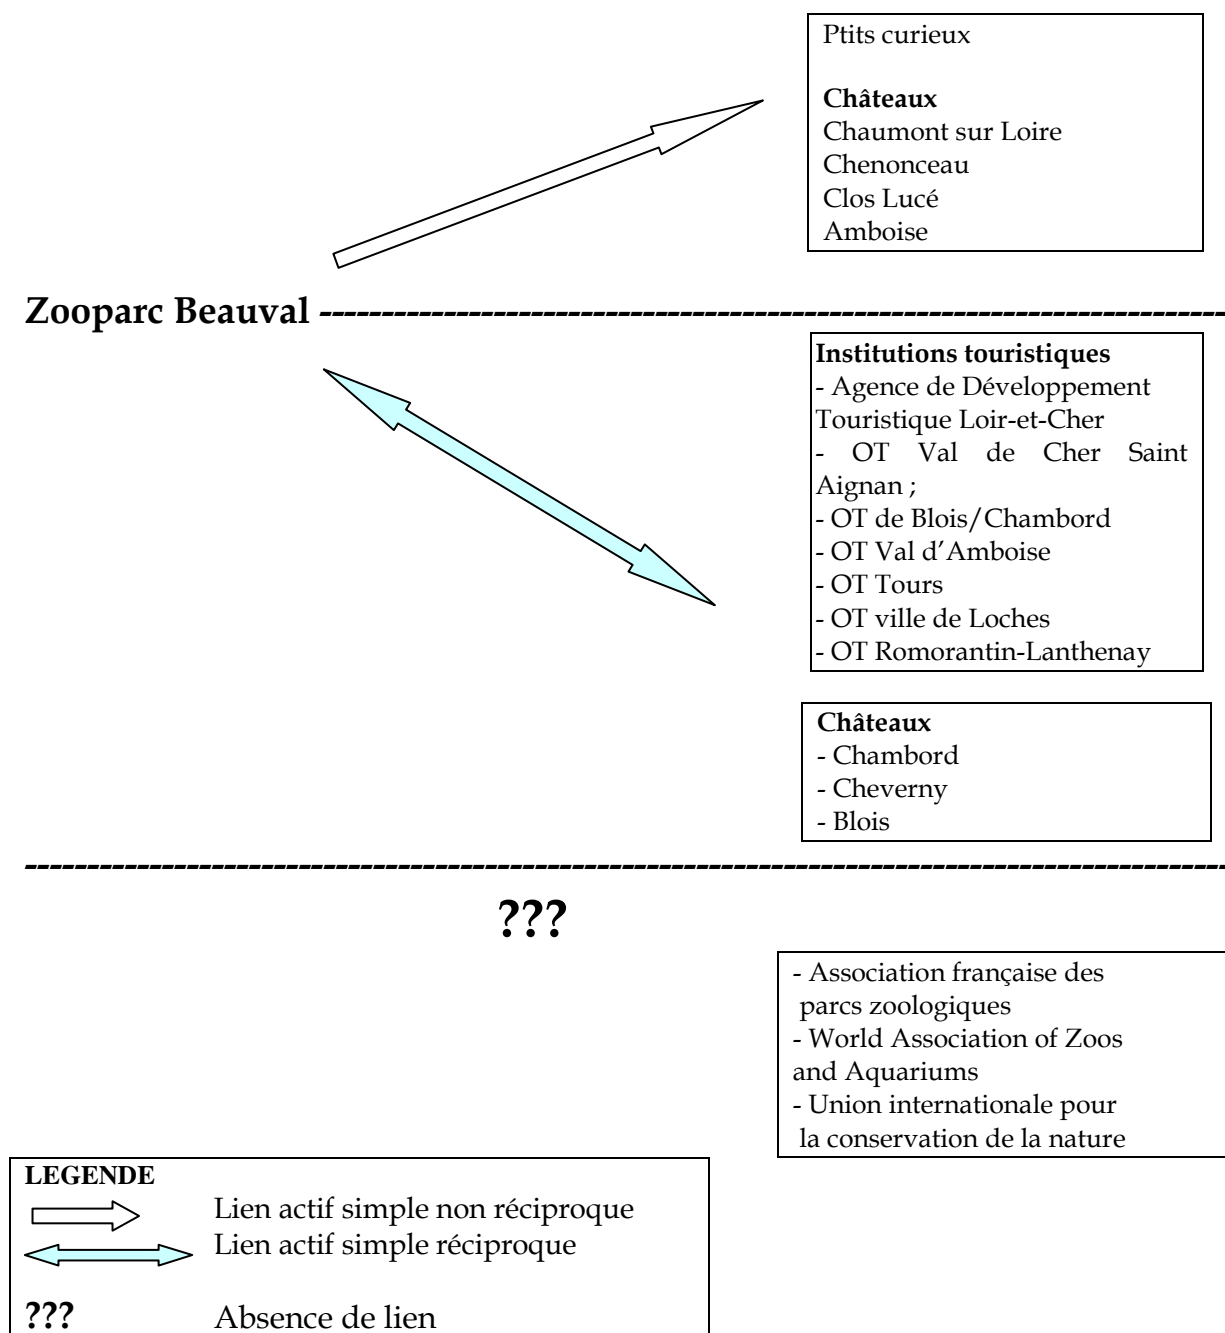 Ptits curieux
Châteaux
Chaumont sur Loire
Chenonceau
Clos Lucé
Amboise
Zooparc Beauval
Institutions touristiques
- Agence de Développement
Touristique Loir-et-Cher
- OT Val de Cher Saint
Aignan ;
- OT de Blois/Chambord
- OT Val d’Amboise
- OT Tours
- OT ville de Loches
- OT Romorantin-Lanthenay
Châteaux
- Chambord
- Cheverny
- Blois
???
- Association française des
parcs zoologiques
- World Association of Zoos
and Aquariums
- Union internationale pour
la conservation de la nature
LEGENDE
Lien actif simple non réciproque
Lien actif simple réciproque
??? Absence de lien